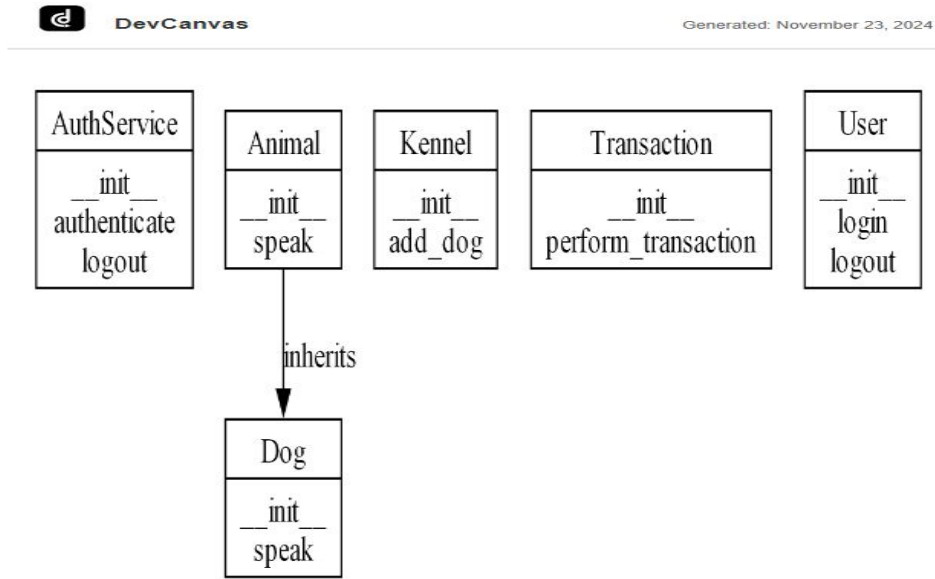 DevCanvas
Generated: November 23, 2024
AuthService
__init__
authenticate
logout
Animal
__init__
speak
Kennel
__init__
add_dog
Transaction
__init__
perform_transaction
User
__init__
login
logout
inherits
Dog
__init__
speak